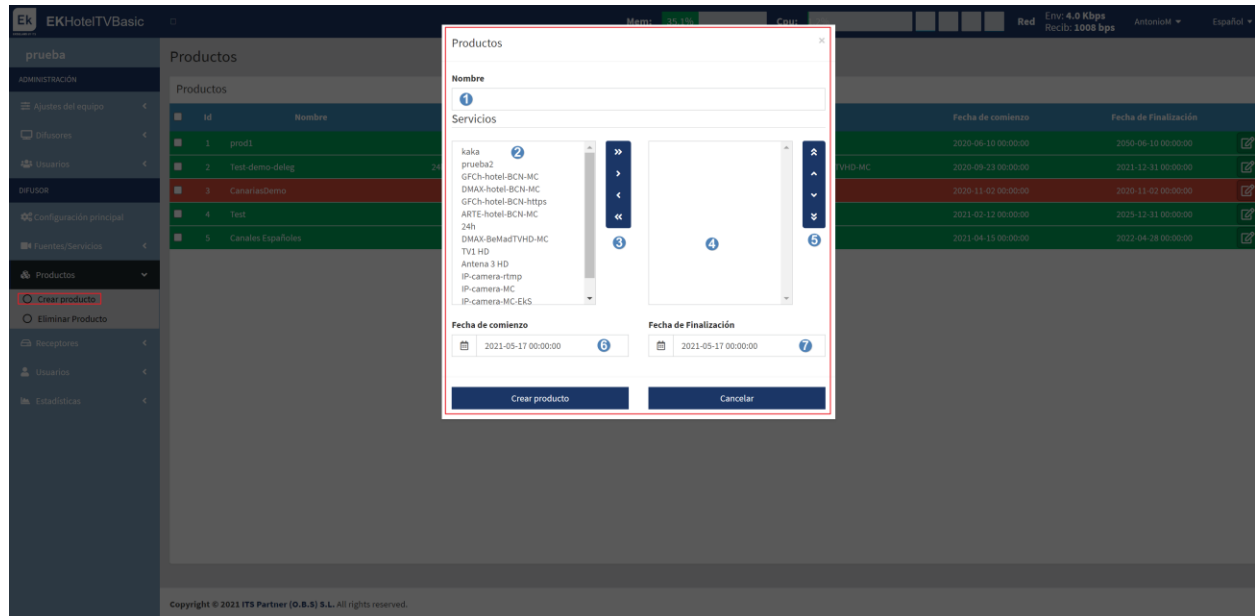 Ek EKHotelTVBasic
Mem: 35.1% Cpu:
Red
Env: 4.0 Kbps
Recib: 1008 bps
AntonioM
Español
prueba
ADMINISTRACIÓN
Ajustes del equipo
Difusores
Usuarios
DIFUSOR
Configuración principal
Fuentes/Servicios
Productos
Crear producto
Eliminar Producto
Receptores
Usuarios
Estadísticas
Productos
Productos
Id Nombre Fecha de comienzo Fecha de Finalización
1 prod1 2020-06-10 00:00:00 2050-06-10 00:00:00
2 Test-demo-deleg 24 TVHD-MC 2020-09-23 00:00:00 2021-12-31 00:00:00
3 CanariasDemo 2020-11-02 00:00:00 2020-11-02 00:00:00
4 Test 2021-02-12 00:00:00 2025-12-31 00:00:00
5 Canales Españoles 2021-04-15 00:00:00 2022-04-28 00:00:00
Productos ×
Nombre
1
Servicios
kaka 2
prueba2
GFCh-hotel-BCN-MC
DMAX-hotel-BCN-MC
GFCh-hotel-BCN-https
ARTE-hotel-BCN-MC
24h
DMAX-BeMadTVHD-MC
TV1 HD
Antena 3 HD
IP-camera-rtmp
IP-camera-MC
IP-camera-MC-EkS
3
4
5
Fecha de comienzo Fecha de Finalización
2021-05-17 00:00:00 6 2021-05-17 00:00:00 7
Crear producto Cancelar
Copyright © 2021 ITS Partner (O.B.S) S.L. All rights reserved.